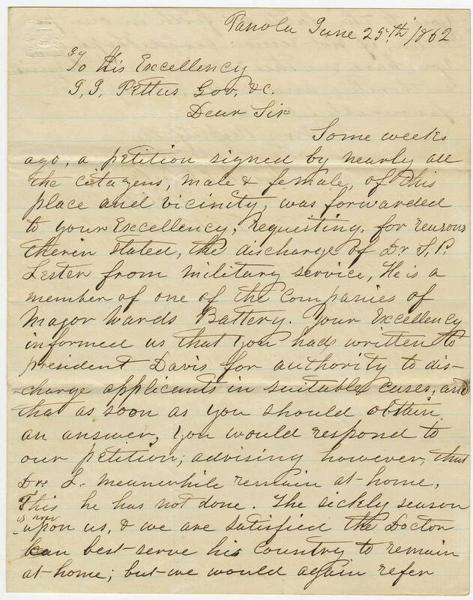 Panola June 25th, 1862
To His Excellency
J, J, Pettus Gov, &c.
Dear Sir
Some weeks
ago, a petition signed by nearly all
the citazens, male & female, of this
place and vicinity, was forwarded
to your Excellency, requesting, for reasons
therin stated, the discharge of Dr S, P,
Lester from military service, He is a
member of one of the Companies of
Major Wards Battery. Your Excellency
informed us that you had written to
President Davis for authority to dis-
-charge applicants in suitable cases, and
that as soon as you should obtain
an answer, you would respond to
our petition; advising however, that
Dr. L. meanwhile remain at home,
This he has not done. The sickly season
is now
upon us, & we are satisfied the Doctor
can best serve his Country to remain
at home; but we would again refer